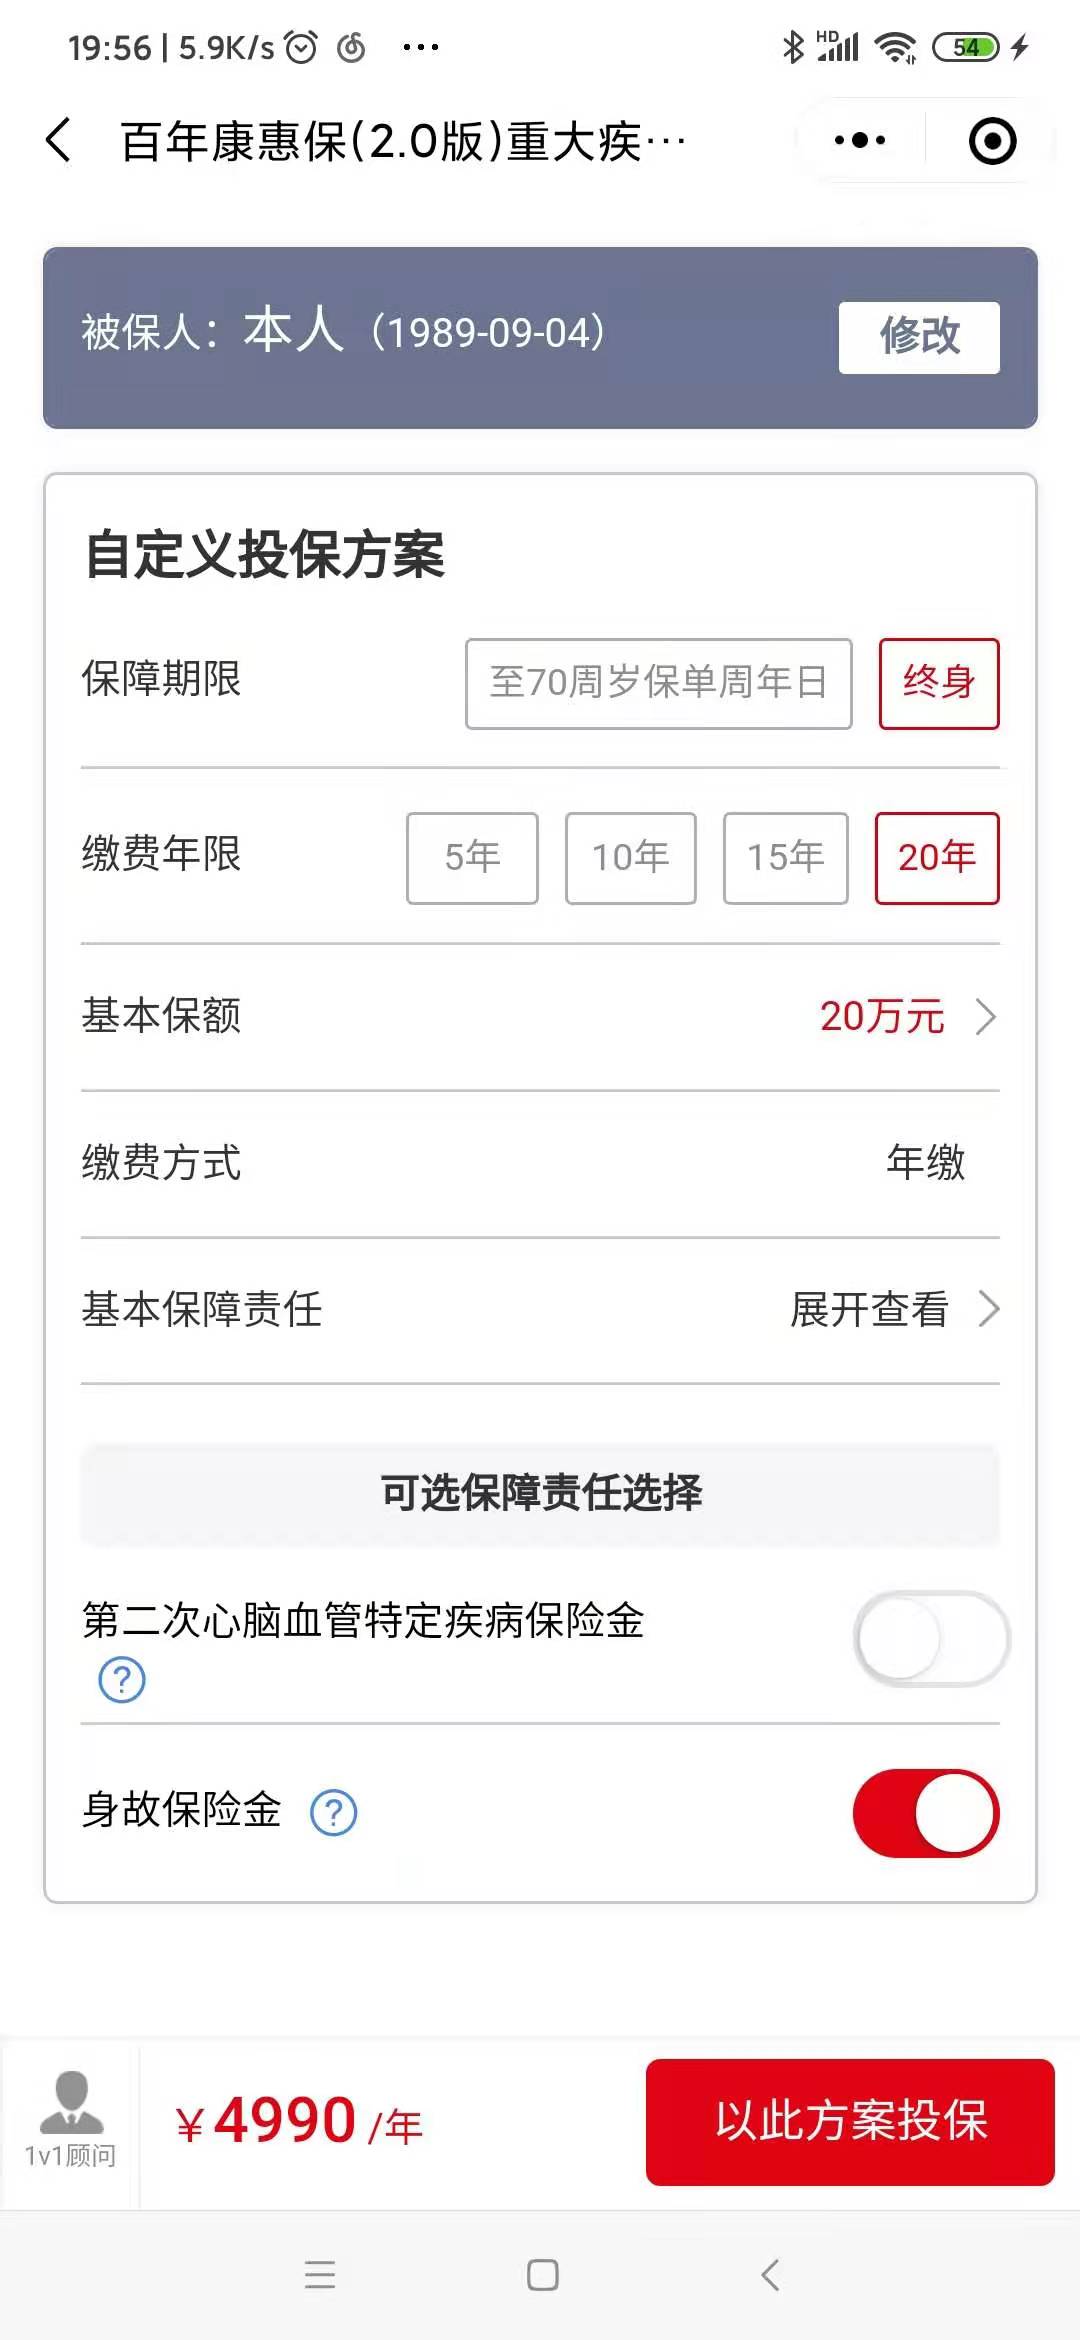 19:56 | 5.9K/s ...
HD 54
百年康惠保(2.0版)重大疾...
被保人：本人（1989-09-04）
修改
自定义投保方案
保障期限 至70周岁保单周年日 终身
缴费年限 5年 10年 15年 20年
基本保额 20万元
缴费方式 年缴
基本保障责任 展开查看
可选保障责任选择
第二次心脑血管特定疾病保险金
?
身故保险金 ?
1v1顾问
￥4990 /年
以此方案投保